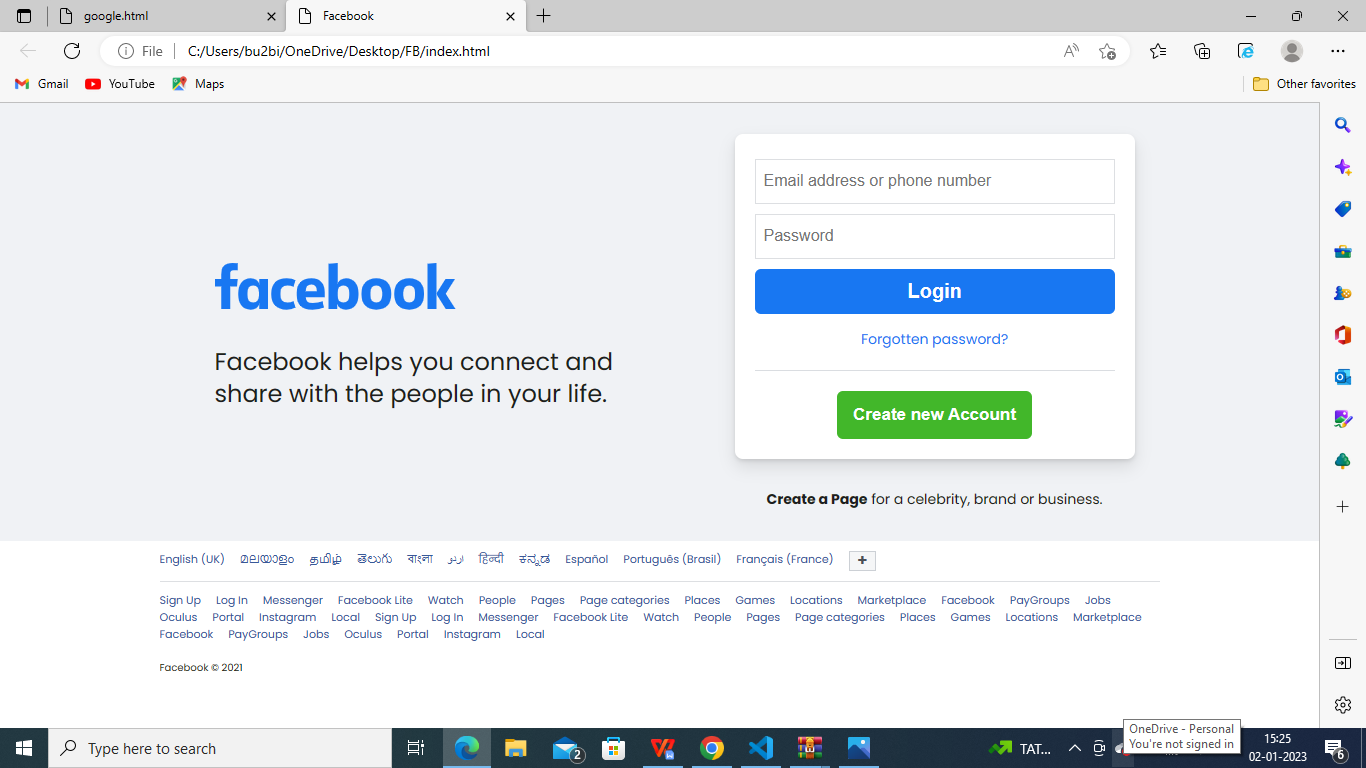 google.html
Facebook
File
C:/Users/bu2bi/OneDrive/Desktop/FB/index.html
Gmail
YouTube
Maps
Other favorites
facebook
Facebook helps you connect and
share with the people in your life.
Email address or phone number
Password
Login
Forgotten password?
Create new Account
Create a Page for a celebrity, brand or business.
English (UK) മലയാളം தமிழ் తెలుగు বাংলা اردو हिन्दी ಕನ್ನಡ Español Português (Brasil) Français (France) +
Sign Up Log In Messenger Facebook Lite Watch People Pages Page categories Places Games Locations Marketplace Facebook PayGroups Jobs
Oculus Portal Instagram Local Sign Up Log In Messenger Facebook Lite Watch People Pages Page categories Places Games Locations Marketplace
Facebook PayGroups Jobs Oculus Portal Instagram Local
Facebook © 2021
Type here to search
2
TAT...
OneDrive - Personal
You're not signed in
15:25
02-01-2023
6